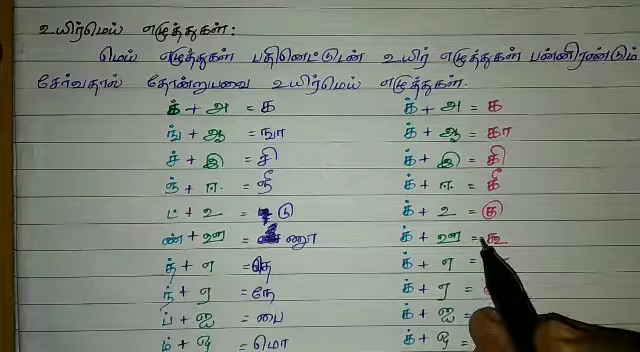 உயிர்மெய் எழுத்துகள்:
மெய் எழுத்துகள் பதினெட்டுடன் உயிர் எழுத்துகள் பன்னிரண்டும்
சேர்வதால் தோன்றுபவை உயிர்மெய் எழுத்துகள்.
க் + அ = க க் + அ = க
ங் + ஆ = ஙா க் + ஆ = கா
ச் + இ = சி க் + இ = கி
ஞ் + ஈ = ஞீ க் + ஈ = கீ
ட் + உ = டு க் + உ = கு
ண் + ஊ = ணூ க் + ஊ = கூ
த் + எ = தெ க் + எ =
ந் + ஏ = நே க் + ஏ =
ப் + ஐ = பை க் + ஐ =
ம் + ஒ = மொ க் + ஒ =